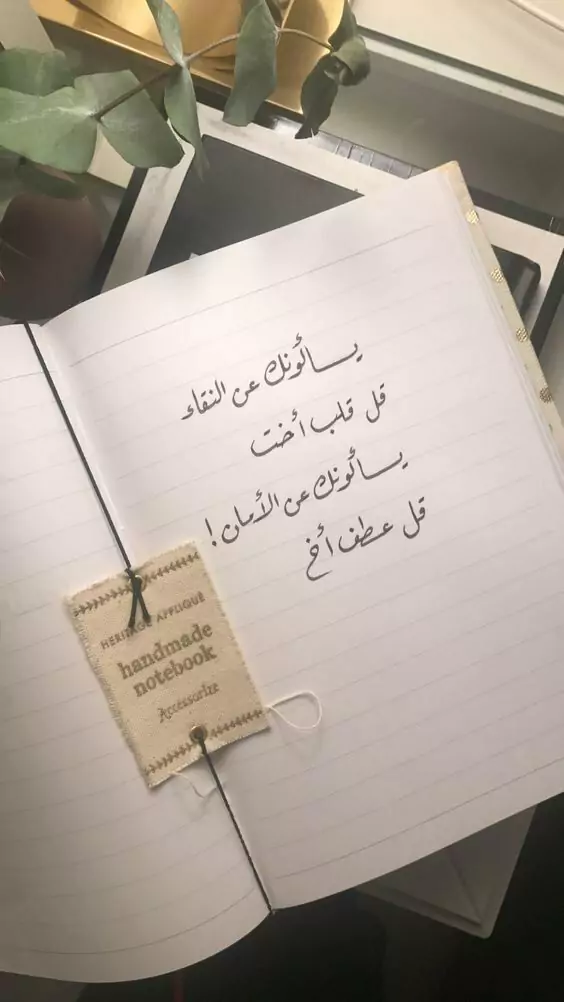 يسألونك عن النقاء
قل قلب أخت
يسألونك عن الأمان !
قل عطف أخ
HERITAGE APPLIQUE
handmade
notebook
Accessorize